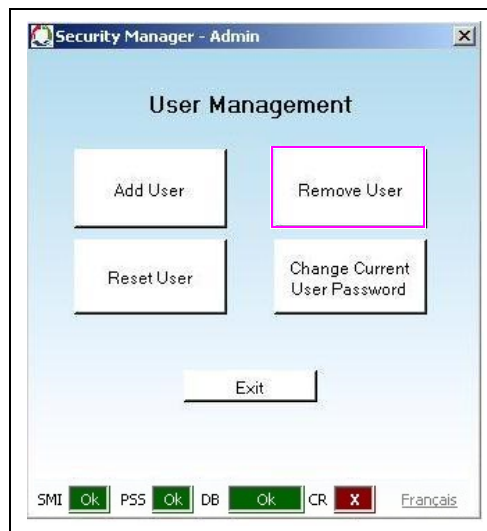 Security Manager - Admin
User Management
Add User
Remove User
Reset User
Change Current
User Password
Exit
SMI Ok PSS Ok DB Ok CR X Français